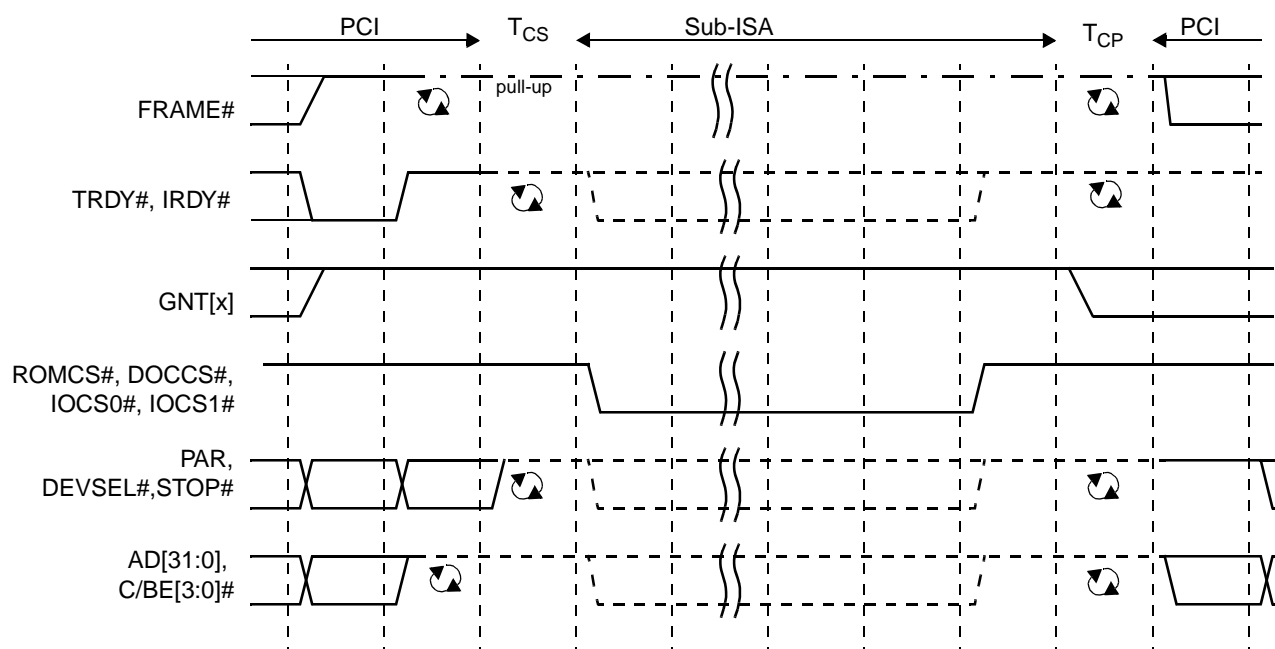 PCI
TCS
Sub-ISA
TCP
PCI
pull-up
FRAME#
TRDY#, IRDY#
GNT[x]
ROMCS#, DOCCS#,
IOCS0#, IOCS1#
PAR,
DEVSEL#,STOP#
AD[31:0],
C/BE[3:0]#